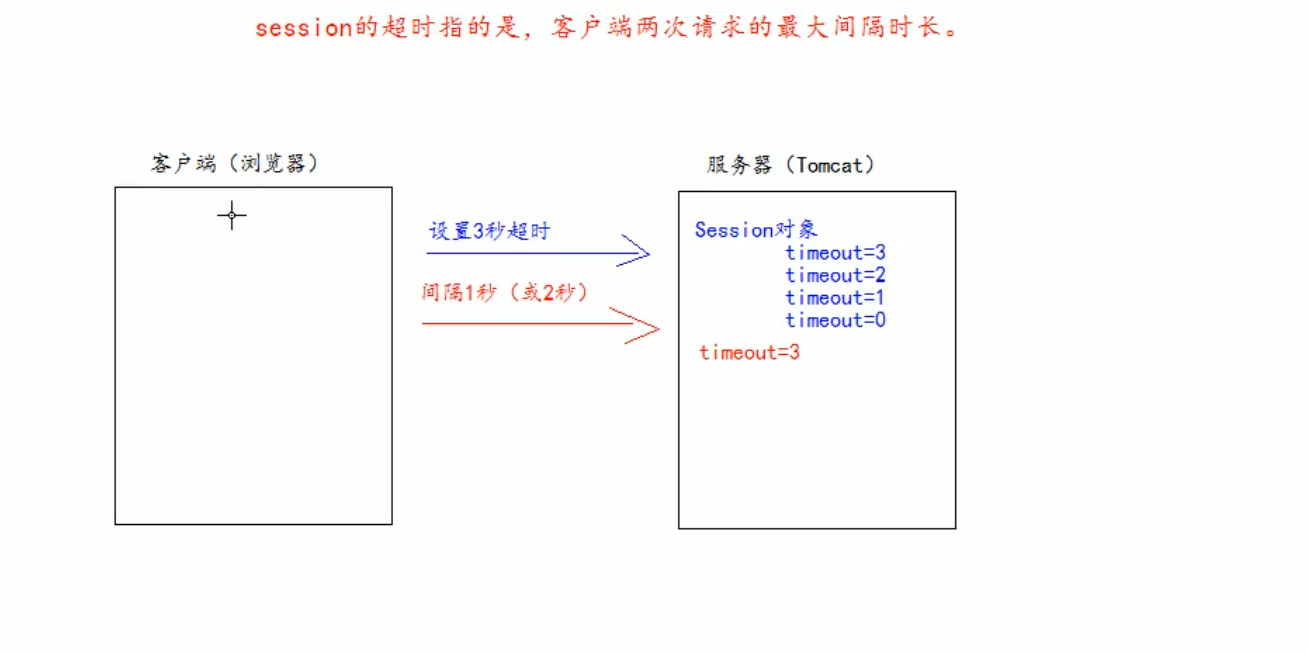 session的超时指的是，客户端两次请求的最大间隔时长。
客户端（浏览器）
服务器（Tomcat）
设置3秒超时
间隔1秒（或2秒）
Session对象
timeout=3
timeout=2
timeout=1
timeout=0
timeout=3